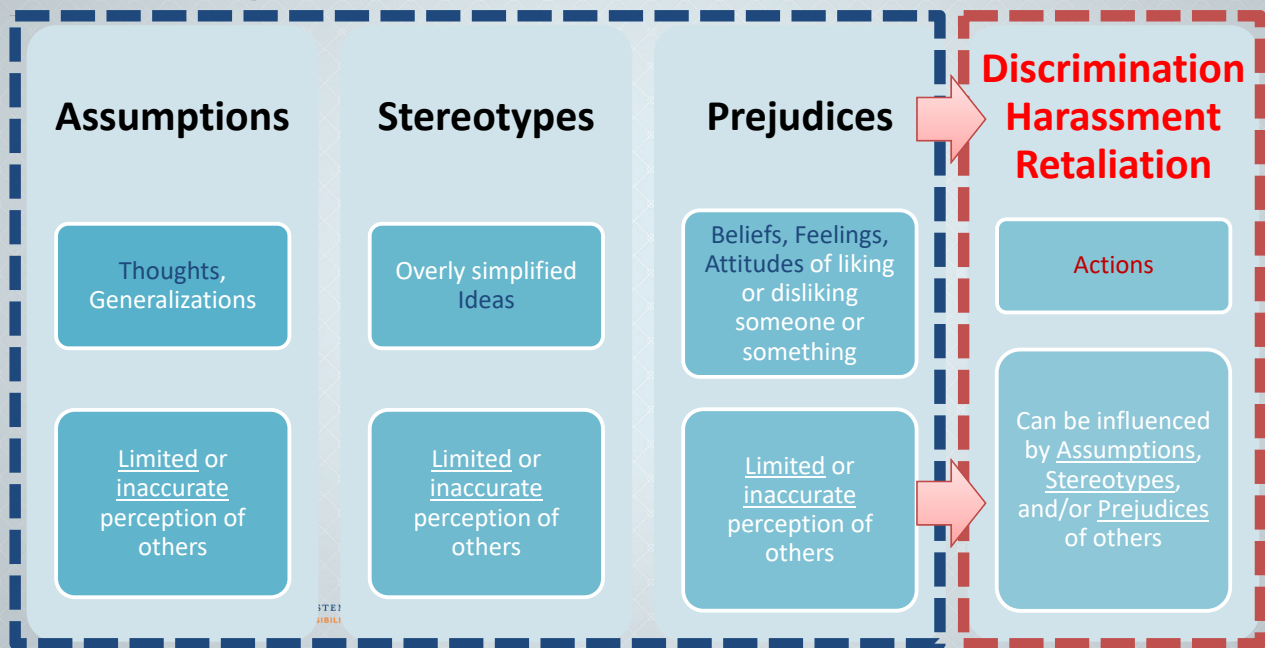 Assumptions
Thoughts,
Generalizations
Limited or
inaccurate
perception of
others
Stereotypes
Overly simplified
Ideas
Limited or
inaccurate
perception of
others
Prejudices
Beliefs, Feelings,
Attitudes of liking
or disliking
someone or
something
Limited or
inaccurate
perception of
others
Discrimination
Harassment
Retaliation
Actions
Can be influenced
by Assumptions,
Stereotypes,
and/or Prejudices
of others